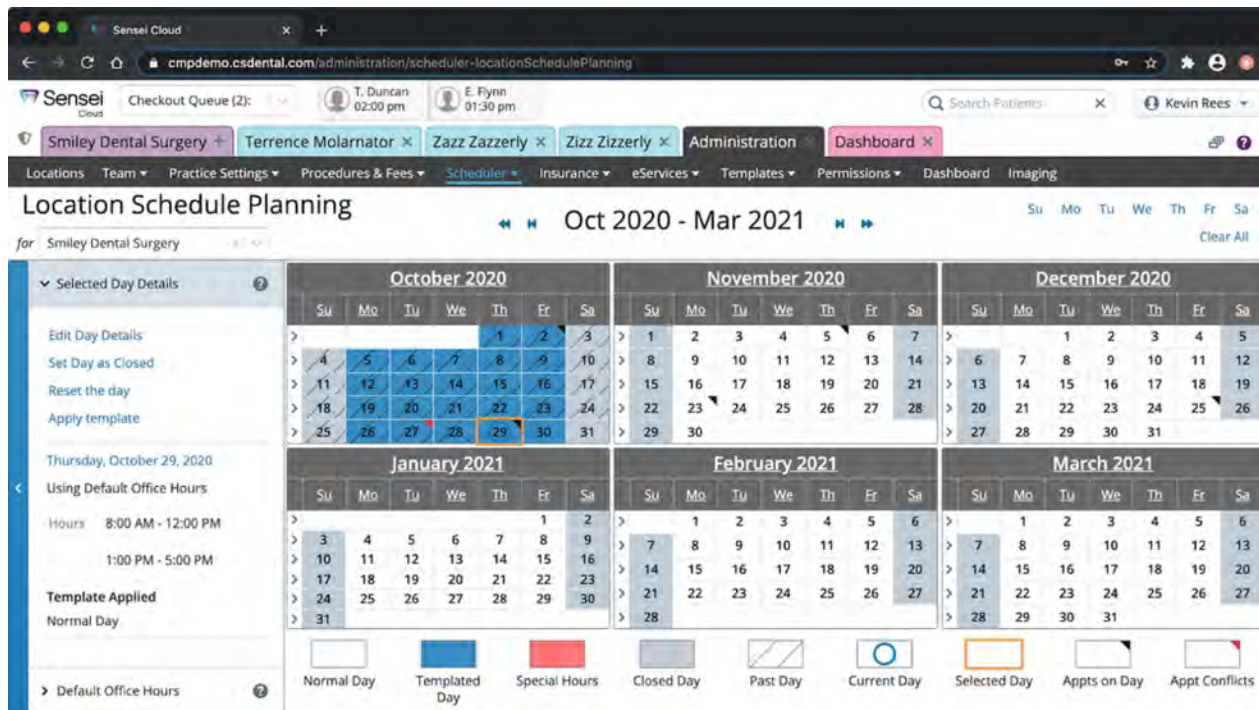 Sensei Cloud × +
cmpdemo.csdental.com/administration/scheduler-locationSchedulePlanning
Sensei Cloud Checkout Queue (2): T. Duncan 02:00 pm E. Flynn 01:30 pm Search Patients × Kevin Rees
Smiley Dental Surgery + Terrence Molarnator × Zazz Zazzerly × Zizz Zizzerly × Administration × Dashboard ×
Locations Team Practice Settings Procedures & Fees Scheduler Insurance eServices Templates Permissions Dashboard Imaging
Location Schedule Planning
Oct 2020 - Mar 2021
Su Mo Tu We Th Fr Sa
for Smiley Dental Surgery
Clear All
Selected Day Details ?
Edit Day Details
Set Day as Closed
Reset the day
Apply template
Thursday, October 29, 2020
Using Default Office Hours
Hours 8:00 AM - 12:00 PM
1:00 PM - 5:00 PM
Template Applied
Normal Day
Default Office Hours ?
October 2020
Su Mo Tu We Th Fr Sa
1 2 3
4 5 6 7 8 9 10
11 12 13 14 15 16 17
18 19 20 21 22 23 24
25 26 27 28 29 30 31
November 2020
Su Mo Tu We Th Fr Sa
1 2 3 4 5 6 7
8 9 10 11 12 13 14
15 16 17 18 19 20 21
22 23 24 25 26 27 28
29 30
December 2020
Su Mo Tu We Th Fr Sa
1 2 3 4 5
6 7 8 9 10 11 12
13 14 15 16 17 18 19
20 21 22 23 24 25 26
27 28 29 30 31
January 2021
Su Mo Tu We Th Fr Sa
1 2
3 4 5 6 7 8 9
10 11 12 13 14 15 16
17 18 19 20 21 22 23
24 25 26 27 28 29 30
31
February 2021
Su Mo Tu We Th Fr Sa
1 2 3 4 5 6
7 8 9 10 11 12 13
14 15 16 17 18 19 20
21 22 23 24 25 26 27
28
March 2021
Su Mo Tu We Th Fr Sa
1 2 3 4 5 6
7 8 9 10 11 12 13
14 15 16 17 18 19 20
21 22 23 24 25 26 27
28 29 30 31
Normal Day
Templated Day
Special Hours
Closed Day
Past Day
Current Day
Selected Day
Appts on Day
Appt Conflicts